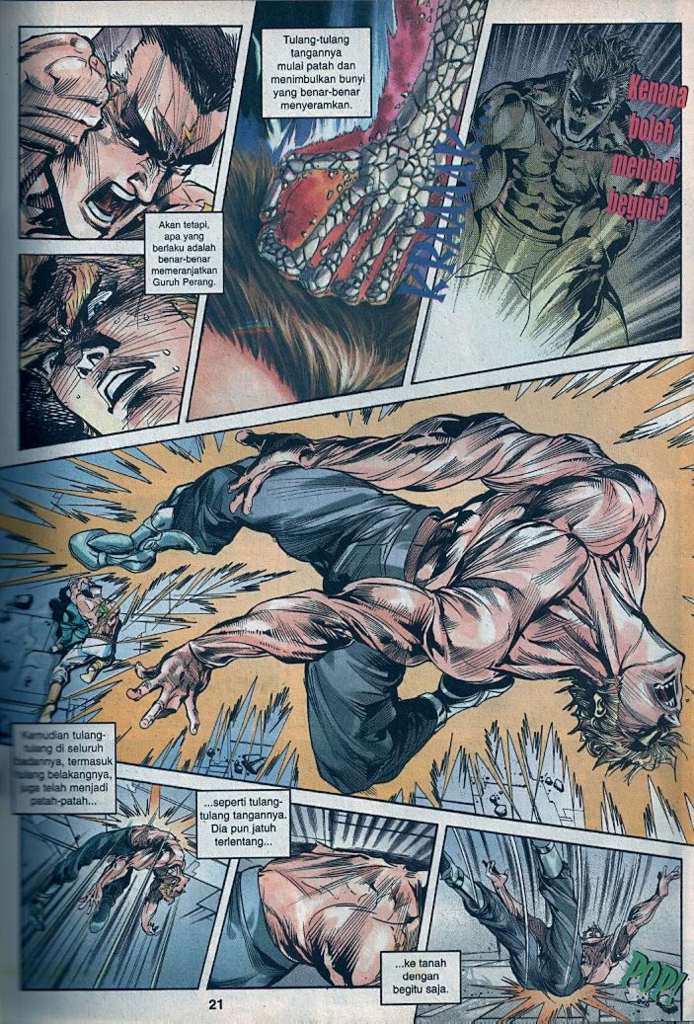 Tulang-tulang
tangannya
mulai patah dan
menimbulkan bunyi
yang benar-benar
menyeramkan.
Kenapa
boleh
menjadi
begini?
Akan tetapi,
apa yang
berlaku adalah
benar-benar
memeranjatkan
Guruh Perang.
KRAAUK
Kemudian tulang-
tulang di seluruh
badannya, termasuk
tulang belakangnya,
juga telah menjadi
patah-patah...
...seperti tulang-
tulang tangannya.
Dia pun jatuh
terlentang...
...ke tanah
dengan
begitu saja.
POP!
21